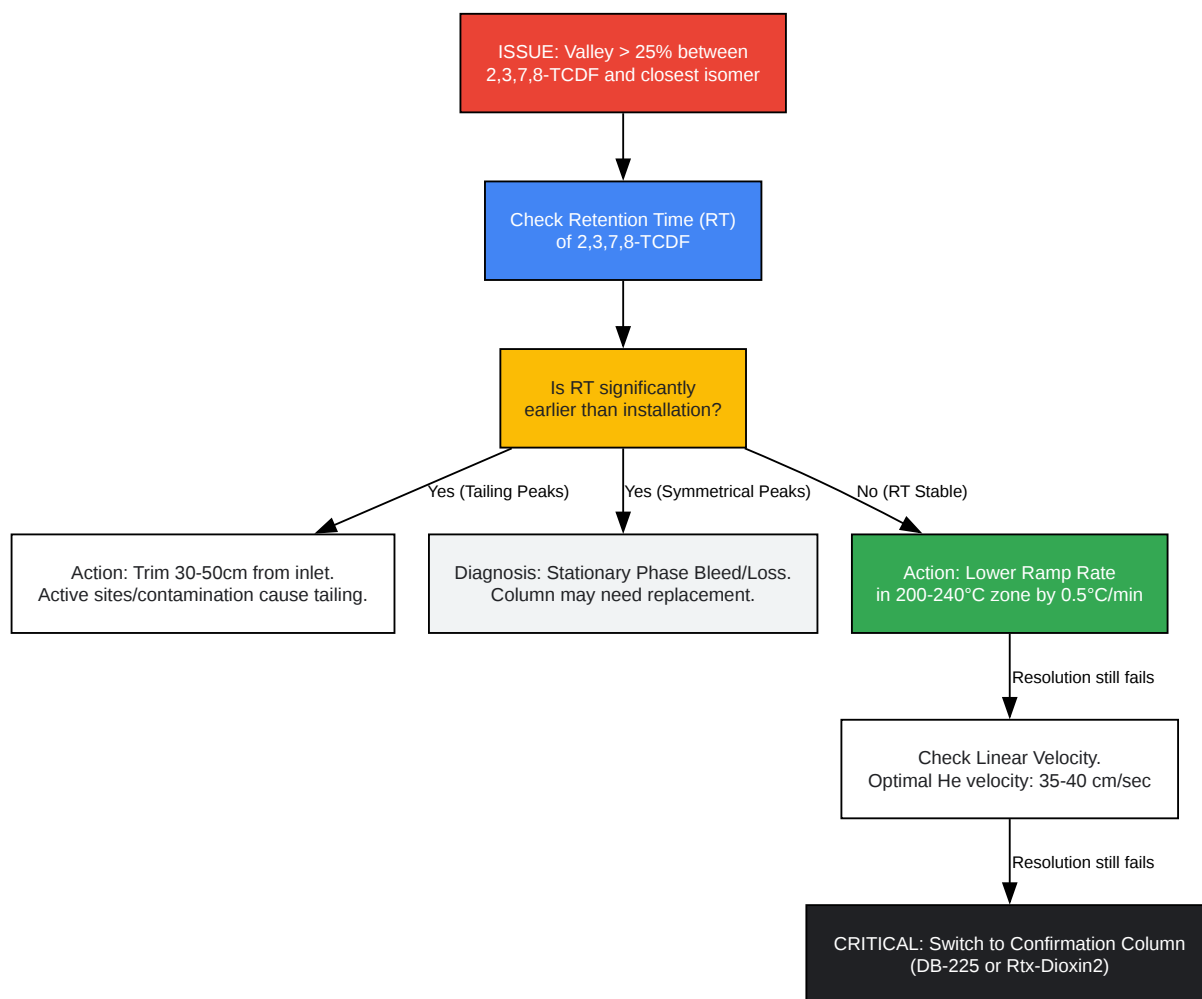 ISSUE: Valley > 25% between
2,3,7,8-TCDF and closest isomer
Check Retention Time (RT)
of 2,3,7,8-TCDF
Is RT significantly
earlier than installation?
Yes (Tailing Peaks)
Yes (Symmetrical Peaks)
No (RT Stable)
Action: Trim 30-50cm from inlet.
Active sites/contamination cause tailing.
Diagnosis: Stationary Phase Bleed/Loss.
Column may need replacement.
Action: Lower Ramp Rate
in 200-240°C zone by 0.5°C/min
Resolution still fails
Check Linear Velocity.
Optimal He velocity: 35-40 cm/sec
Resolution still fails
CRITICAL: Switch to Confirmation Column
(DB-225 or Rtx-Dioxin2)